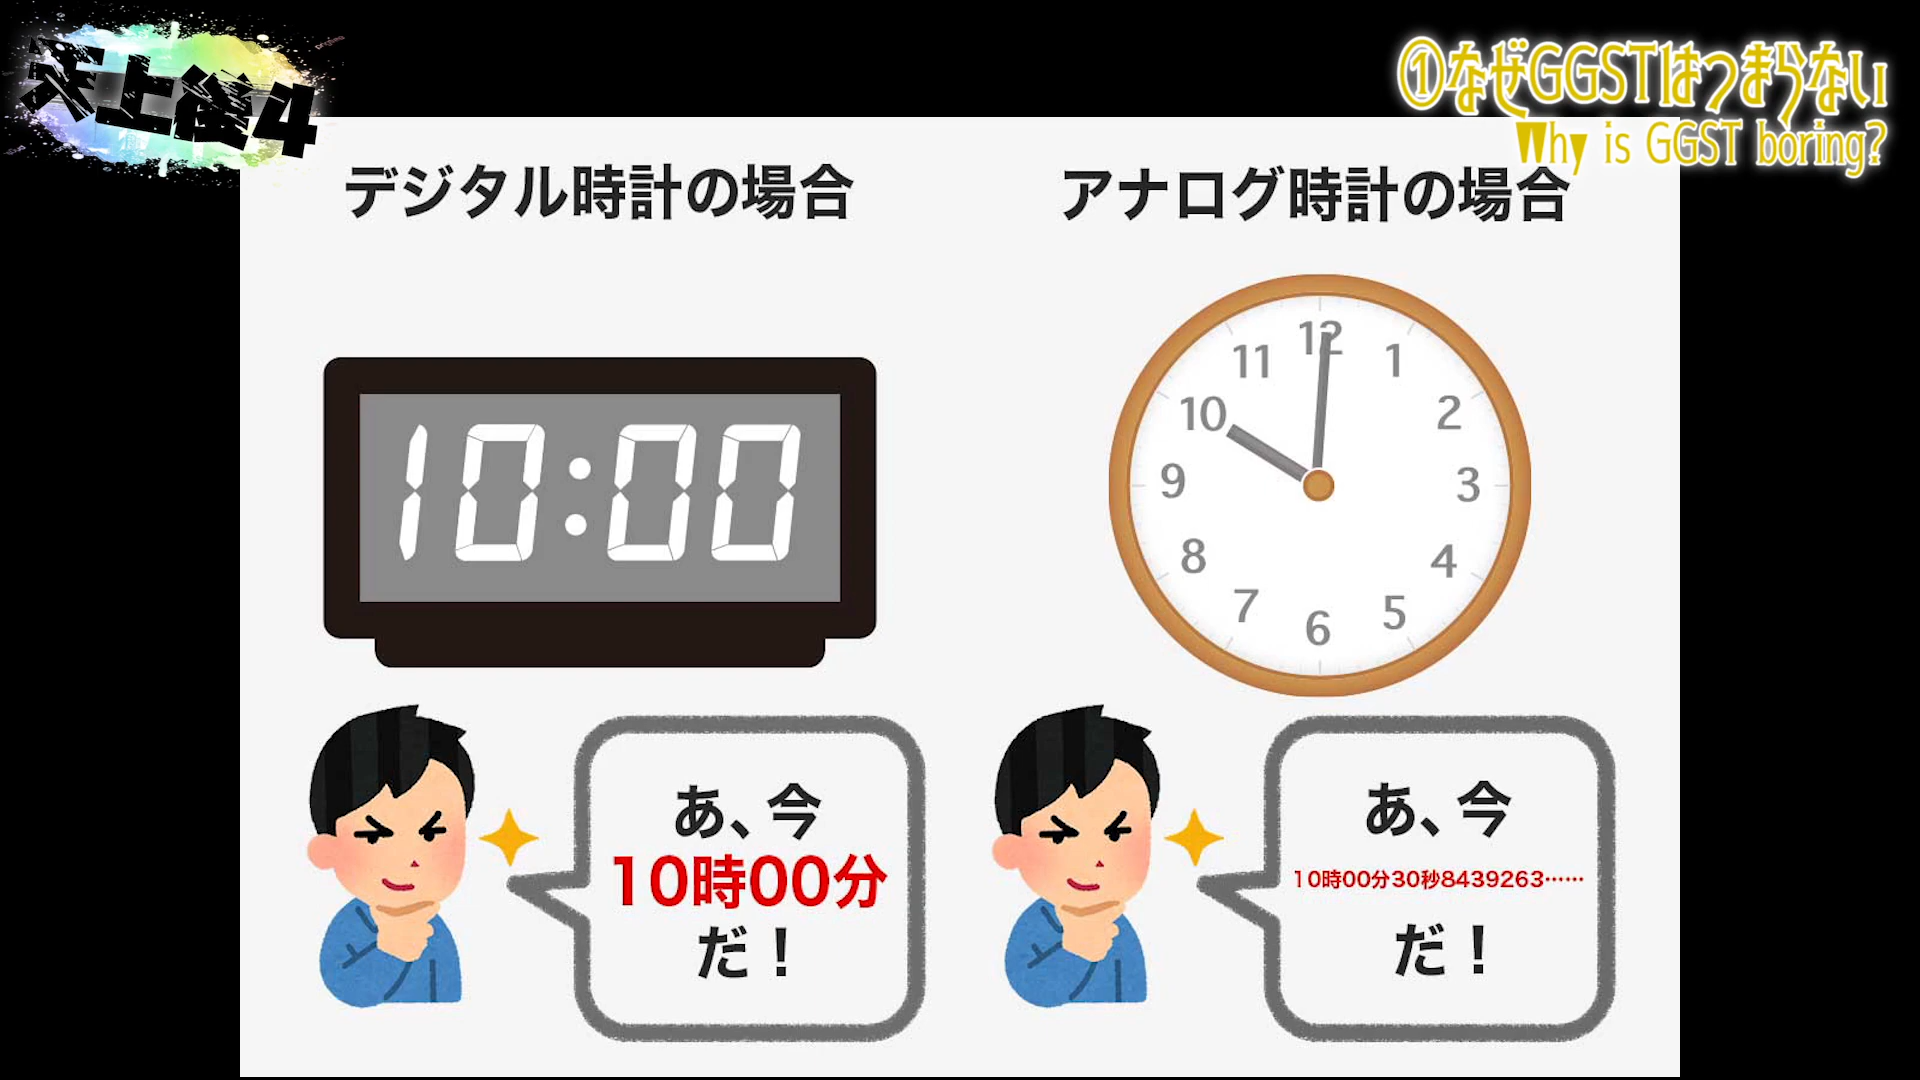 天上後4
①なぜGGSTはつまらない
Why is GGST boring?
デジタル時計の場合
アナログ時計の場合
10:00
12
1
2
3
4
5
6
7
8
9
10
11
あ、今
10時00分
だ！
あ、今
10時00分30秒8439263……
だ！